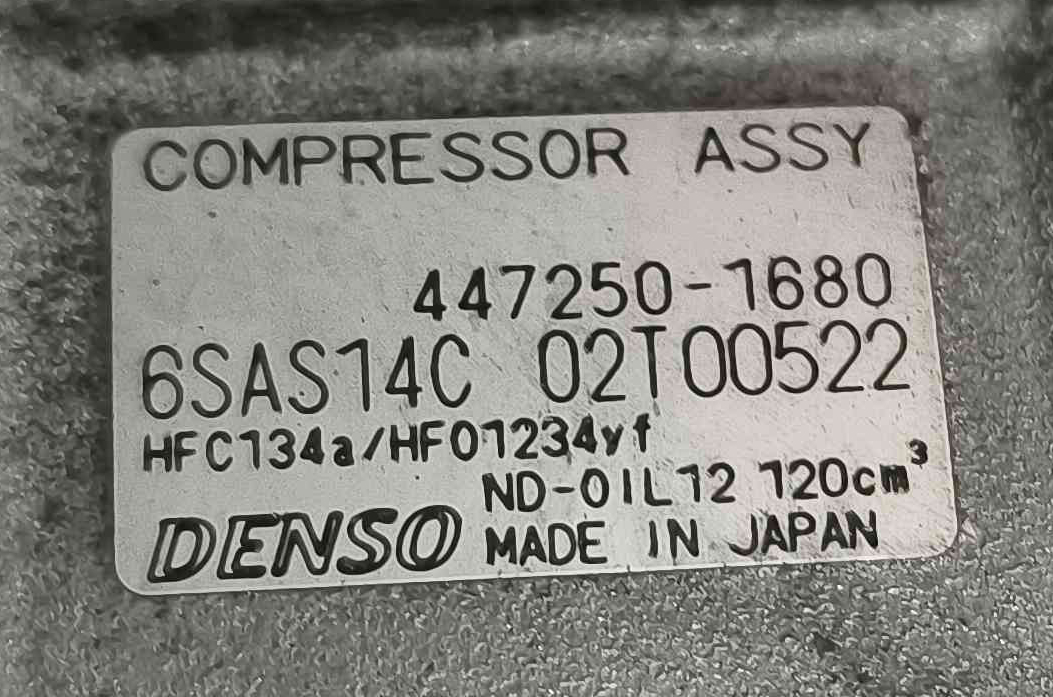 COMPRESSOR ASSY
447250-1680
6SAS14C 02T00522
HFC134a/HFO1234yf
ND-OIL12 120cm³
DENSO MADE IN JAPAN